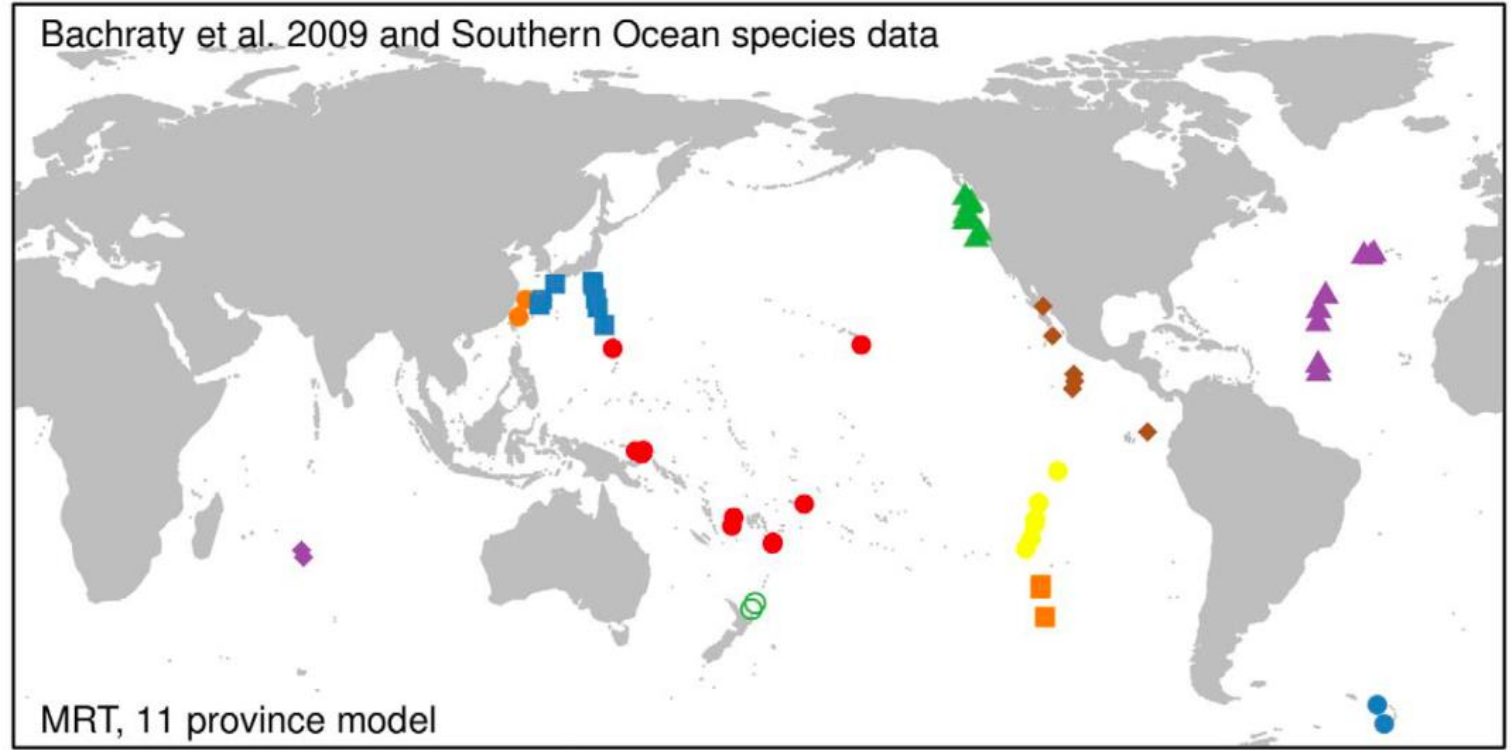 Bachraty et al. 2009 and Southern Ocean species data
MRT, 11 province model